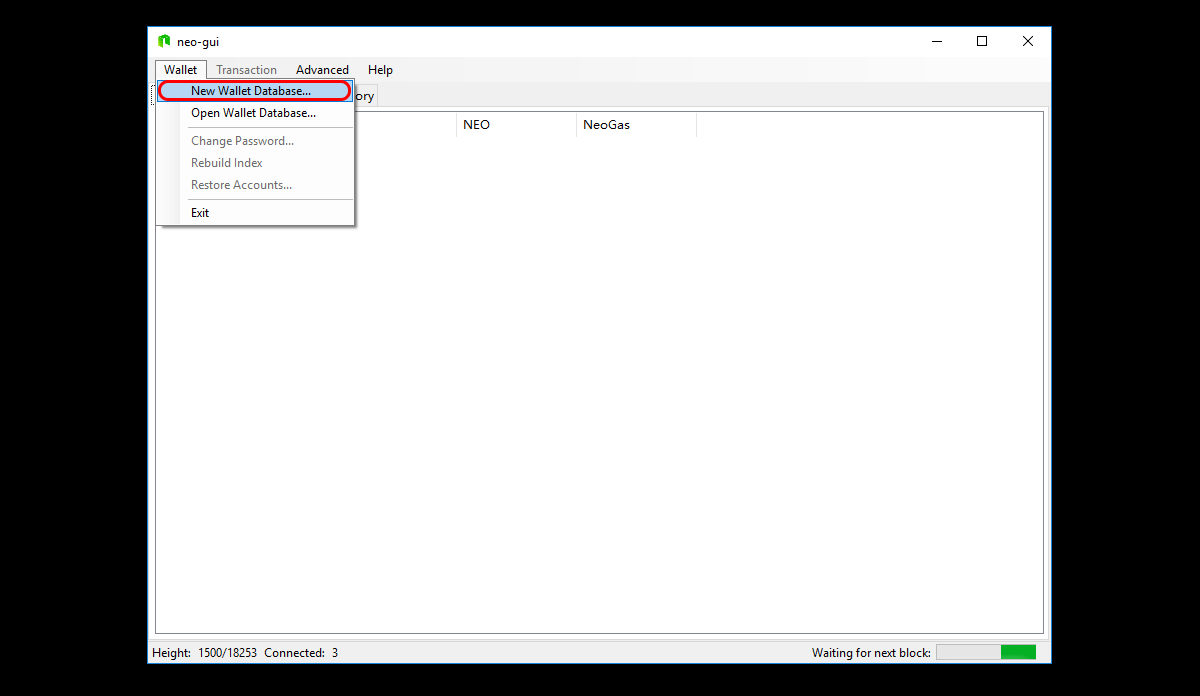 neo-gui
Wallet Transaction Advanced Help
New Wallet Database...
ory
Open Wallet Database...
NEO NeoGas
Change Password...
Rebuild Index
Restore Accounts...
Exit
Height: 1500/18253 Connected: 3 Waiting for next block: